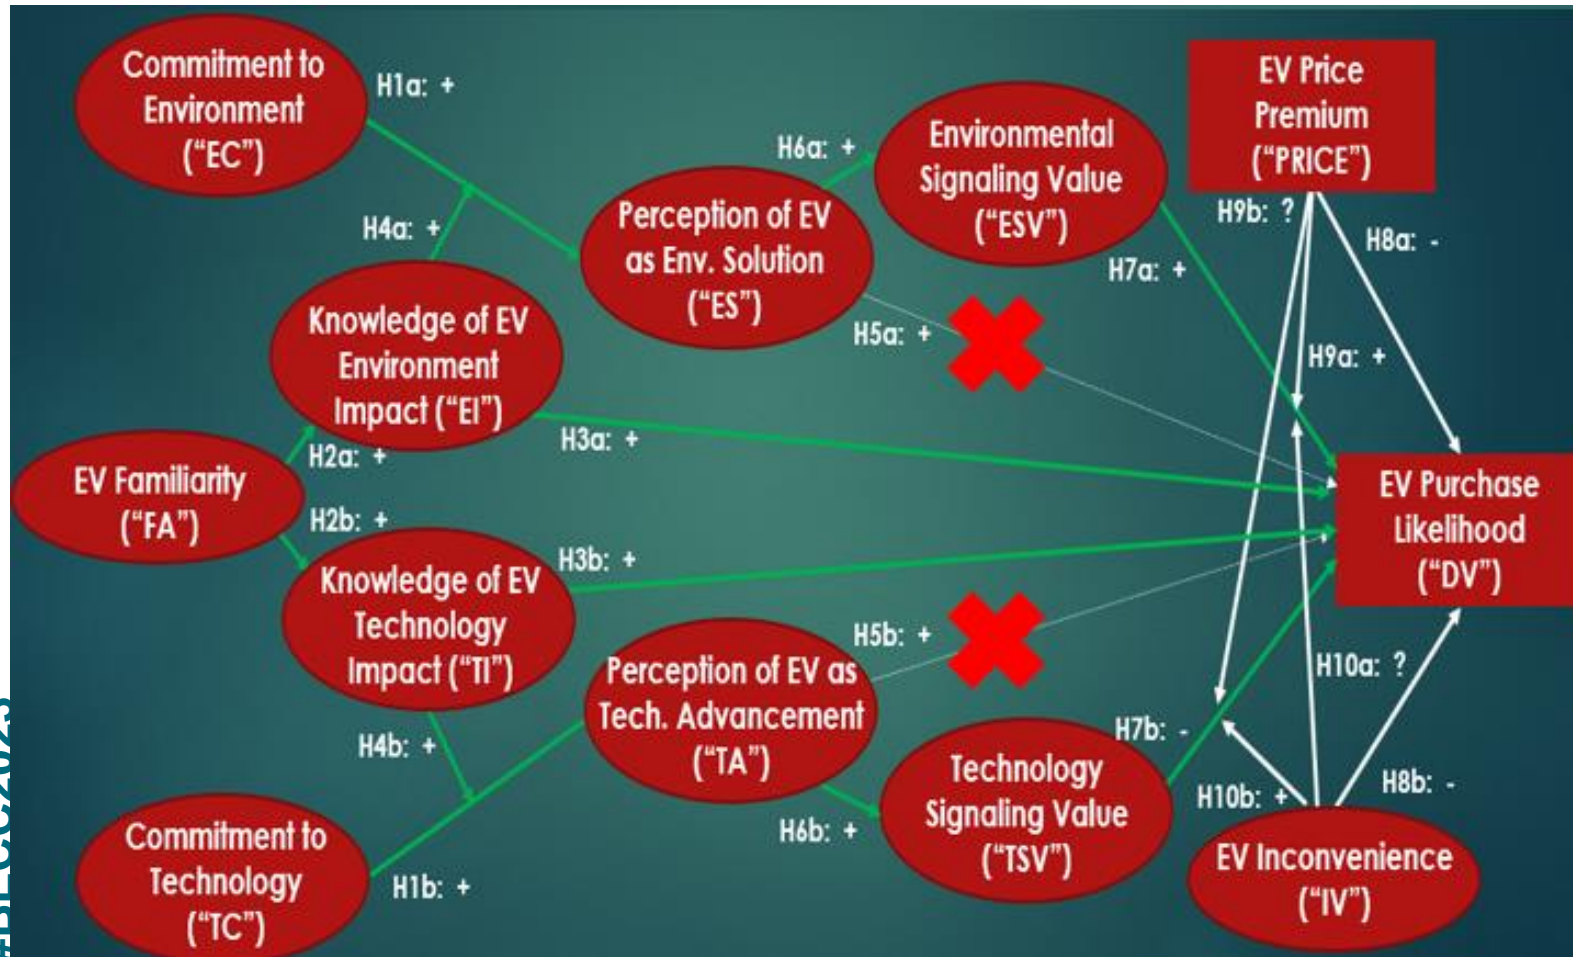 Commitment to
Environment
("EC")
H1a: +
H4a: +
Knowledge of EV
Environment
Impact ("EI")
EV Familiarity
("FA")
H2a: +
H2b: +
Knowledge of EV
Technology
Impact ("TI")
H4b: +
Commitment to
Technology
("TC")
H1b: +
H3a: +
H3b: +
Perception of EV
as Env. Solution
("ES")
H6a: +
H5a: +
Environmental
Signaling Value
("ESV")
H7a: +
Perception of EV as
Tech. Advancement
("TA")
H5b: +
H6b: +
Technology
Signaling Value
("TSV")
H7b: -
EV Price
Premium
("PRICE")
H9b: ?
H8a: -
H9a: +
EV Purchase
Likelihood
("DV")
H10a: ?
H10b: +
H8b: -
EV Inconvenience
("IV")